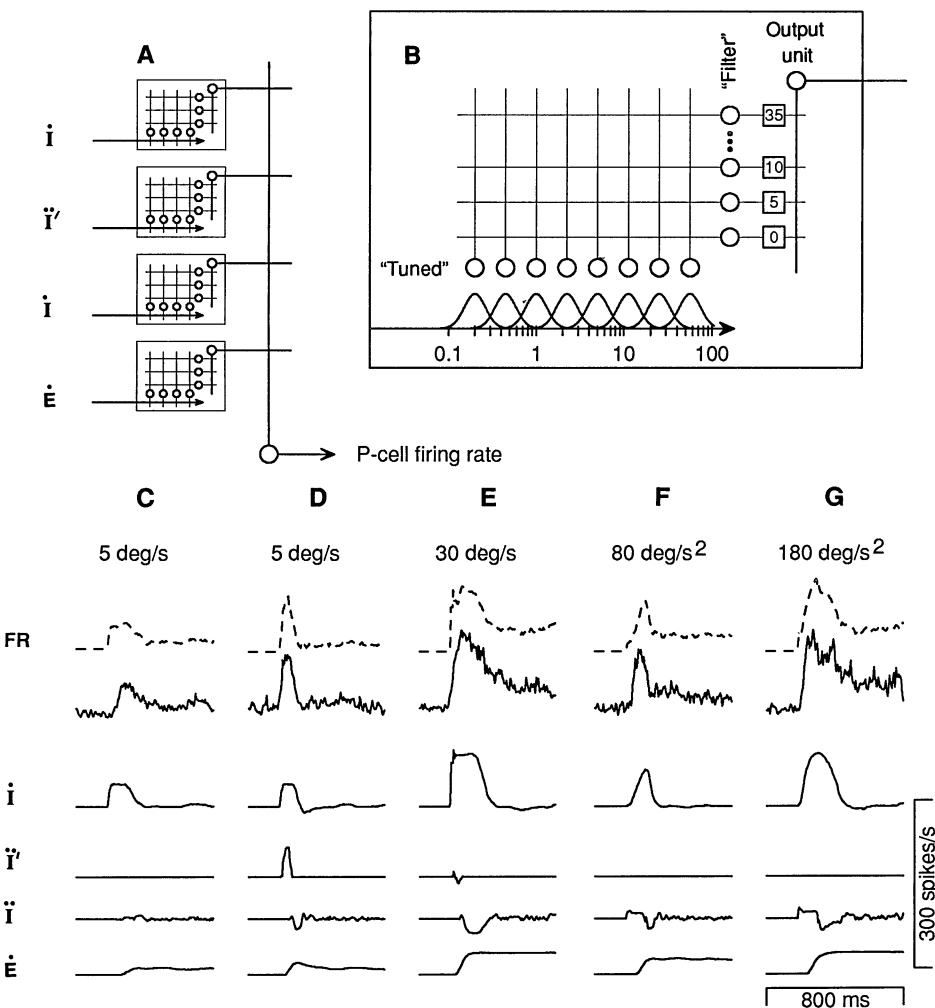 A
İ
Ï′
İ
Ė
P-cell firing rate
B
"Filter"
Output
unit
35
10
5
0
"Tuned"
0.1 1 10 100
C D E F G
5 deg/s 5 deg/s 30 deg/s 80 deg/s² 180 deg/s²
FR
İ
Ï′
Ï
Ė
300 spikes/s
800 ms